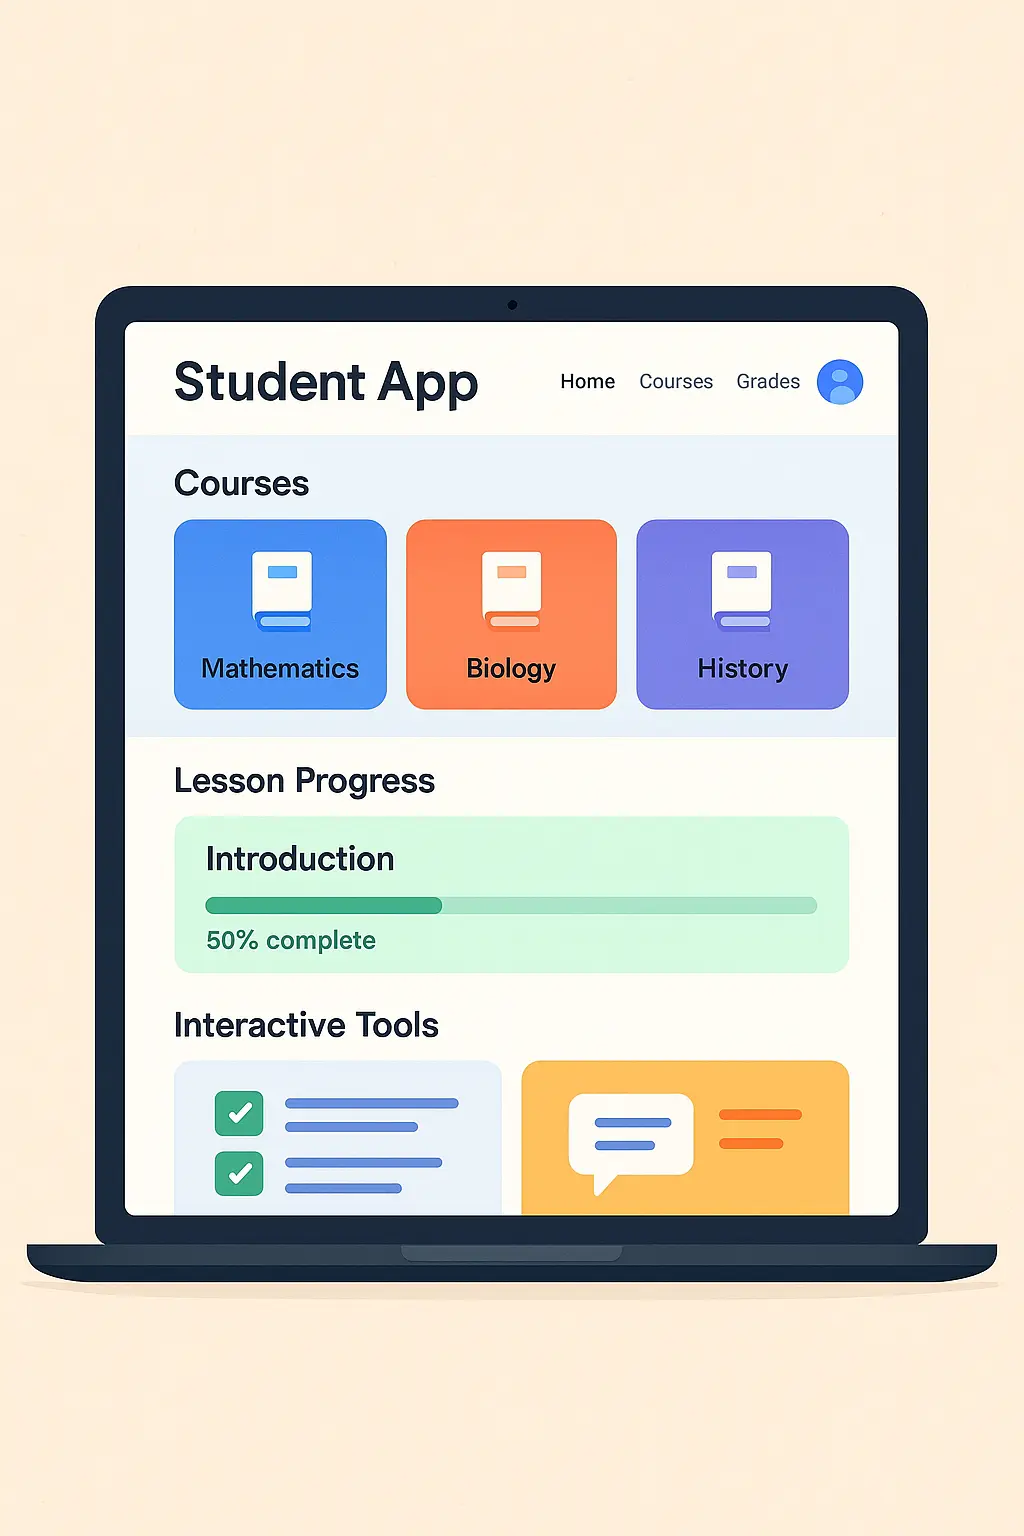 Student App
Home Courses Grades
Courses
Mathematics Biology History
Lesson Progress
Introduction
50% complete
Interactive Tools